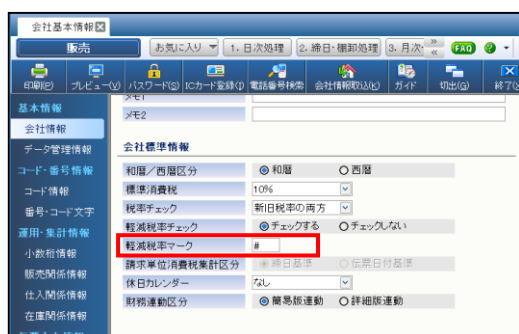 会社基本情報
販売
お気に入り
1. 日次処理
2. 締日・棚卸処理
3. 月次
FAQ
印刷(P)
プレビュー(V)
パスワード(S)
ICカード登録(I)
電話番号検索
会社情報取込(K)
ガイド
切出(G)
終了(
基本情報
会社情報
データ管理情報
コード・番号情報
コード情報
番号・コード文字
運用・集計情報
小数桁情報
販売関係情報
仕入関係情報
在庫関係情報
メモ1
メモ2
会社標準情報
和暦/西暦区分 和暦 西暦
標準消費税 10%
税率チェック 新旧税率の両方
軽減税率チェック チェックする チェックしない
軽減税率マーク #
請求単位消費税集計区分 締日基準 伝票日付基準
休日カレンダー なし
財務連動区分 簡易版連動 詳細版連動